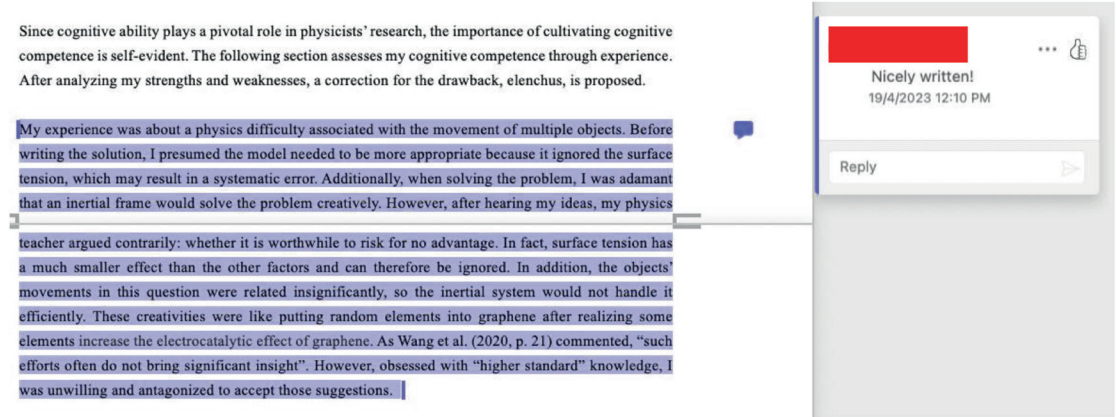 Since cognitive ability plays a pivotal role in physicists' research, the importance of cultivating cognitive
competence is self-evident. The following section assesses my cognitive competence through experience.
After analyzing my strengths and weaknesses, a correction for the drawback, elenchus, is proposed.
My experience was about a physics difficulty associated with the movement of multiple objects. Before
writing the solution, I presumed the model needed to be more appropriate because it ignored the surface
tension, which may result in a systematic error. Additionally, when solving the problem, I was adamant
that an inertial frame would solve the problem creatively. However, after hearing my ideas, my physics
teacher argued contrarily: whether it is worthwhile to risk for no advantage. In fact, surface tension has
a much smaller effect than the other factors and can therefore be ignored. In addition, the objects'
movements in this question were related insignificantly, so the inertial system would not handle it
efficiently. These creativities were like putting random elements into graphene after realizing some
elements increase the electrocatalytic effect of graphene. As Wang et al. (2020, p. 21) commented, "such
efforts often do not bring significant insight". However, obsessed with "higher standard" knowledge, I
was unwilling and antagonized to accept those suggestions.
Nicely written!
19/4/2023 12:10 PM
Reply